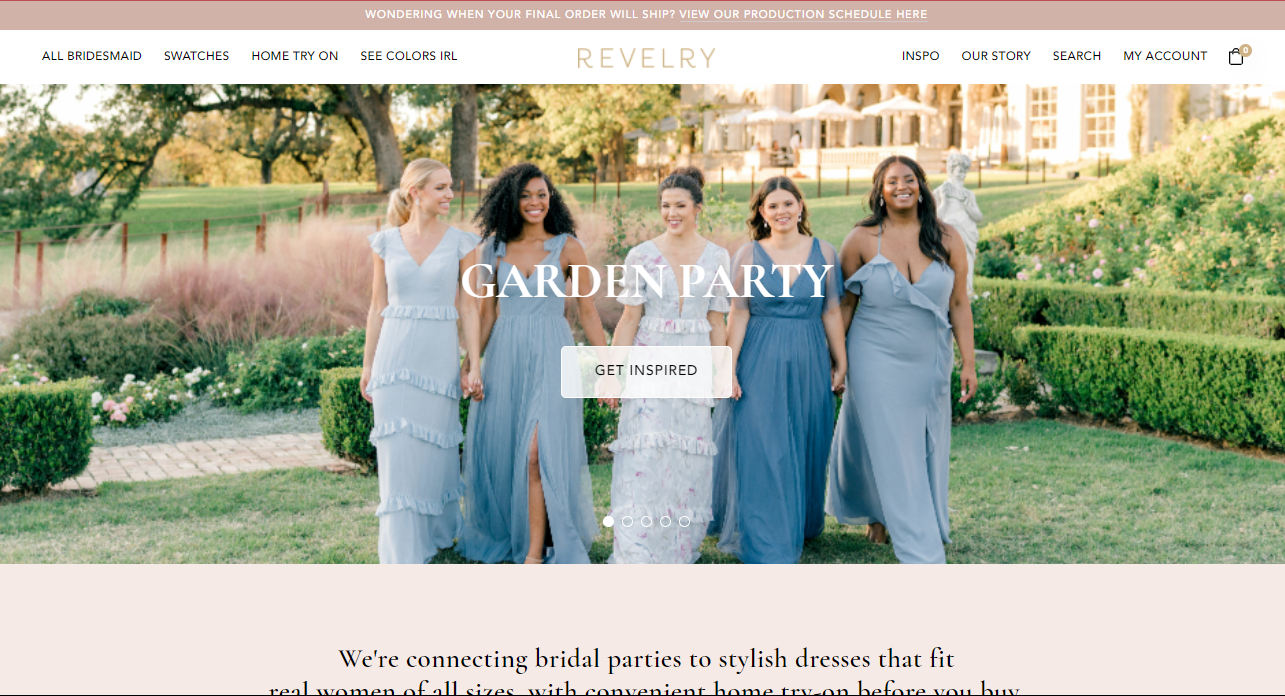 WONDERING WHEN YOUR FINAL ORDER WILL SHIP? VIEW OUR PRODUCTION SCHEDULE HERE
ALL BRIDESMAID SWATCHES HOME TRY ON SEE COLORS IRL REVELRY INSPO OUR STORY SEARCH MY ACCOUNT 0
GARDEN PARTY
GET INSPIRED
We're connecting bridal parties to stylish dresses that fit
real women of all sizes, with convenient home try-on before you buy.